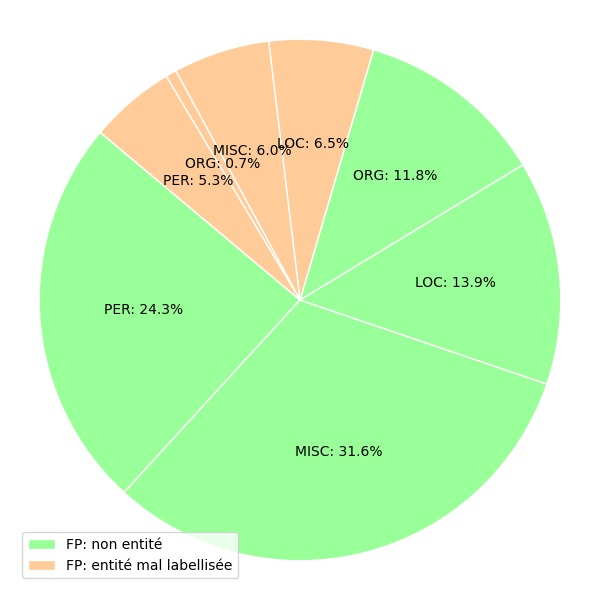 LOC: 6.5%
MISC: 6.0%
ORG: 0.7%
PER: 5.3%
ORG: 11.8%
LOC: 13.9%
PER: 24.3%
MISC: 31.6%
FP: non entité
FP: entité mal labellisée